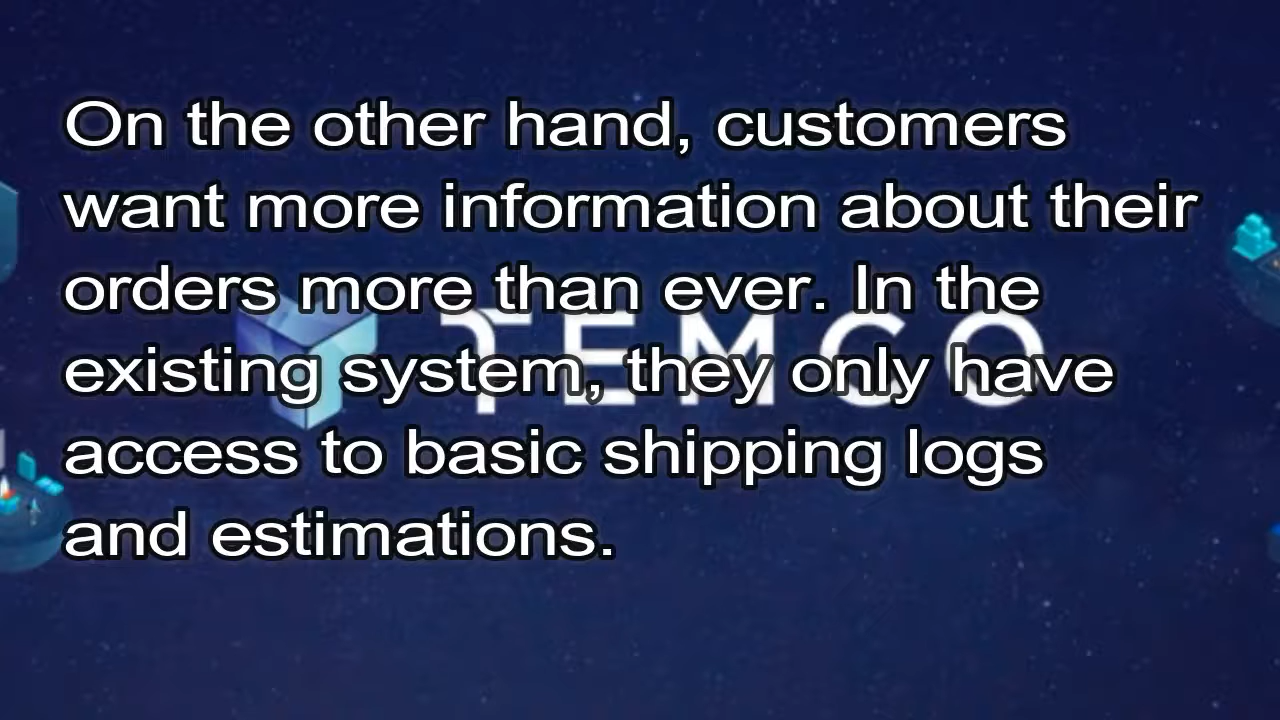 On the other hand, customers
want more information about their
orders more than ever. In the
TEMCO
existing system, they only have
access to basic shipping logs
and estimations.